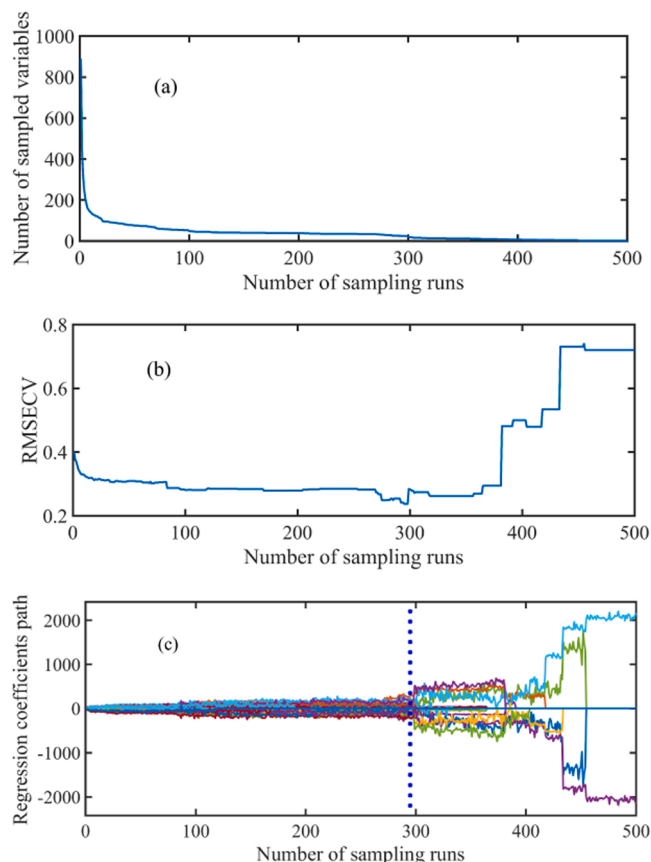 Number of sampled variables
1000
800
600
400
200
0
(a)
0 100 200 300 400 500
Number of sampling runs
RMSECV
0.8
0.6
0.4
0.2
(b)
0 100 200 300 400 500
Number of sampling runs
Regression coefficients path
2000
1000
0
-1000
-2000
(c)
0 100 200 300 400 500
Number of sampling runs